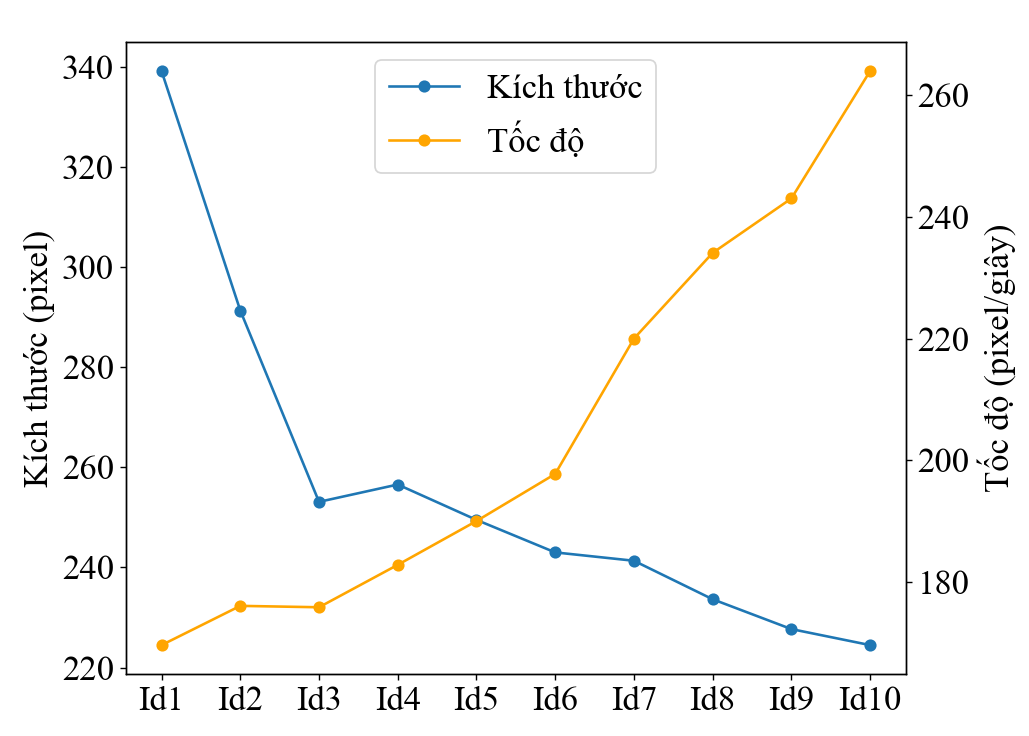 Kích thước
Tốc độ
Kích thước (pixel)
340
320
300
280
260
240
220
Tốc độ (pixel/giây)
260
240
220
200
180
Id1 Id2 Id3 Id4 Id5 Id6 Id7 Id8 Id9 Id10